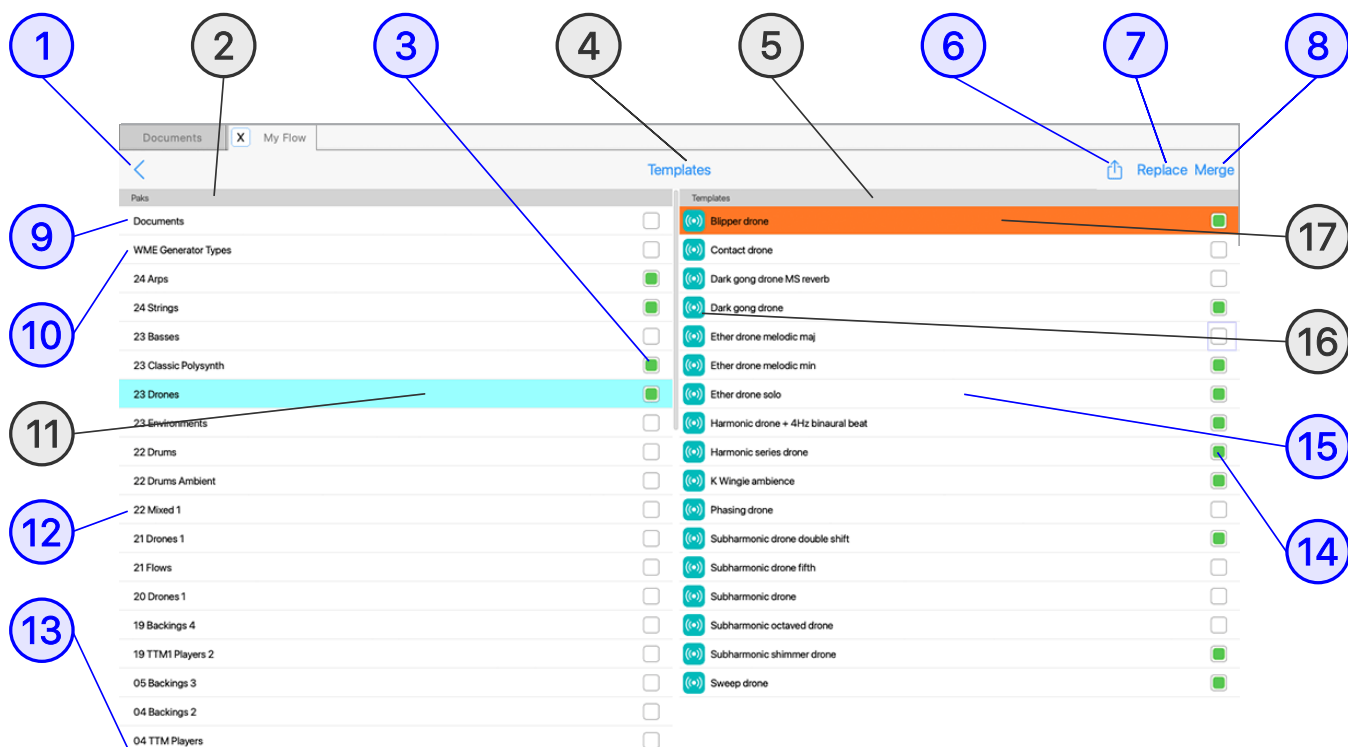 1 2 3 4 5 6 7 8
Documents X My Flow
Templates Replace Merge
Paks Templates
Documents Blipper drone
WME Generator Types Contact drone
24 Arps Dark gong drone MS reverb
24 Strings Dark gong drone
23 Basses Ether drone melodic maj
23 Classic Polysynth Ether drone melodic min
23 Drones Ether drone solo
23 Environments Harmonic drone + 4Hz binaural beat
22 Drums Harmonic series drone
22 Drums Ambient K Wingie ambience
22 Mixed 1 Phasing drone
21 Drones 1 Subharmonic drone double shift
21 Flows Subharmonic drone fifth
20 Drones 1 Subharmonic drone
19 Backings 4 Subharmonic octaved drone
19 TTM1 Players 2 Subharmonic shimmer drone
05 Backings 3 Sweep drone
04 Backings 2
04 TTM Players
9
10
11
12
13
17
16
15
14